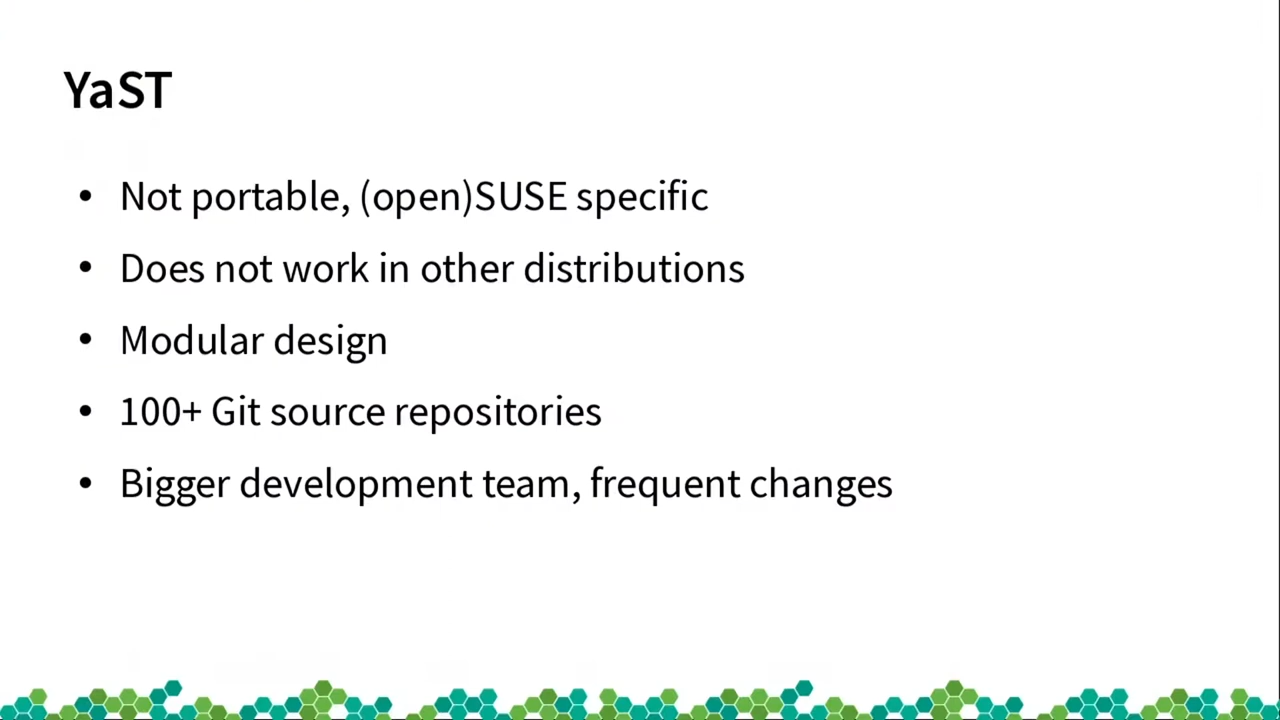 YaST
• Not portable, (open)SUSE specific
• Does not work in other distributions
• Modular design
• 100+ Git source repositories
• Bigger development team, frequent changes